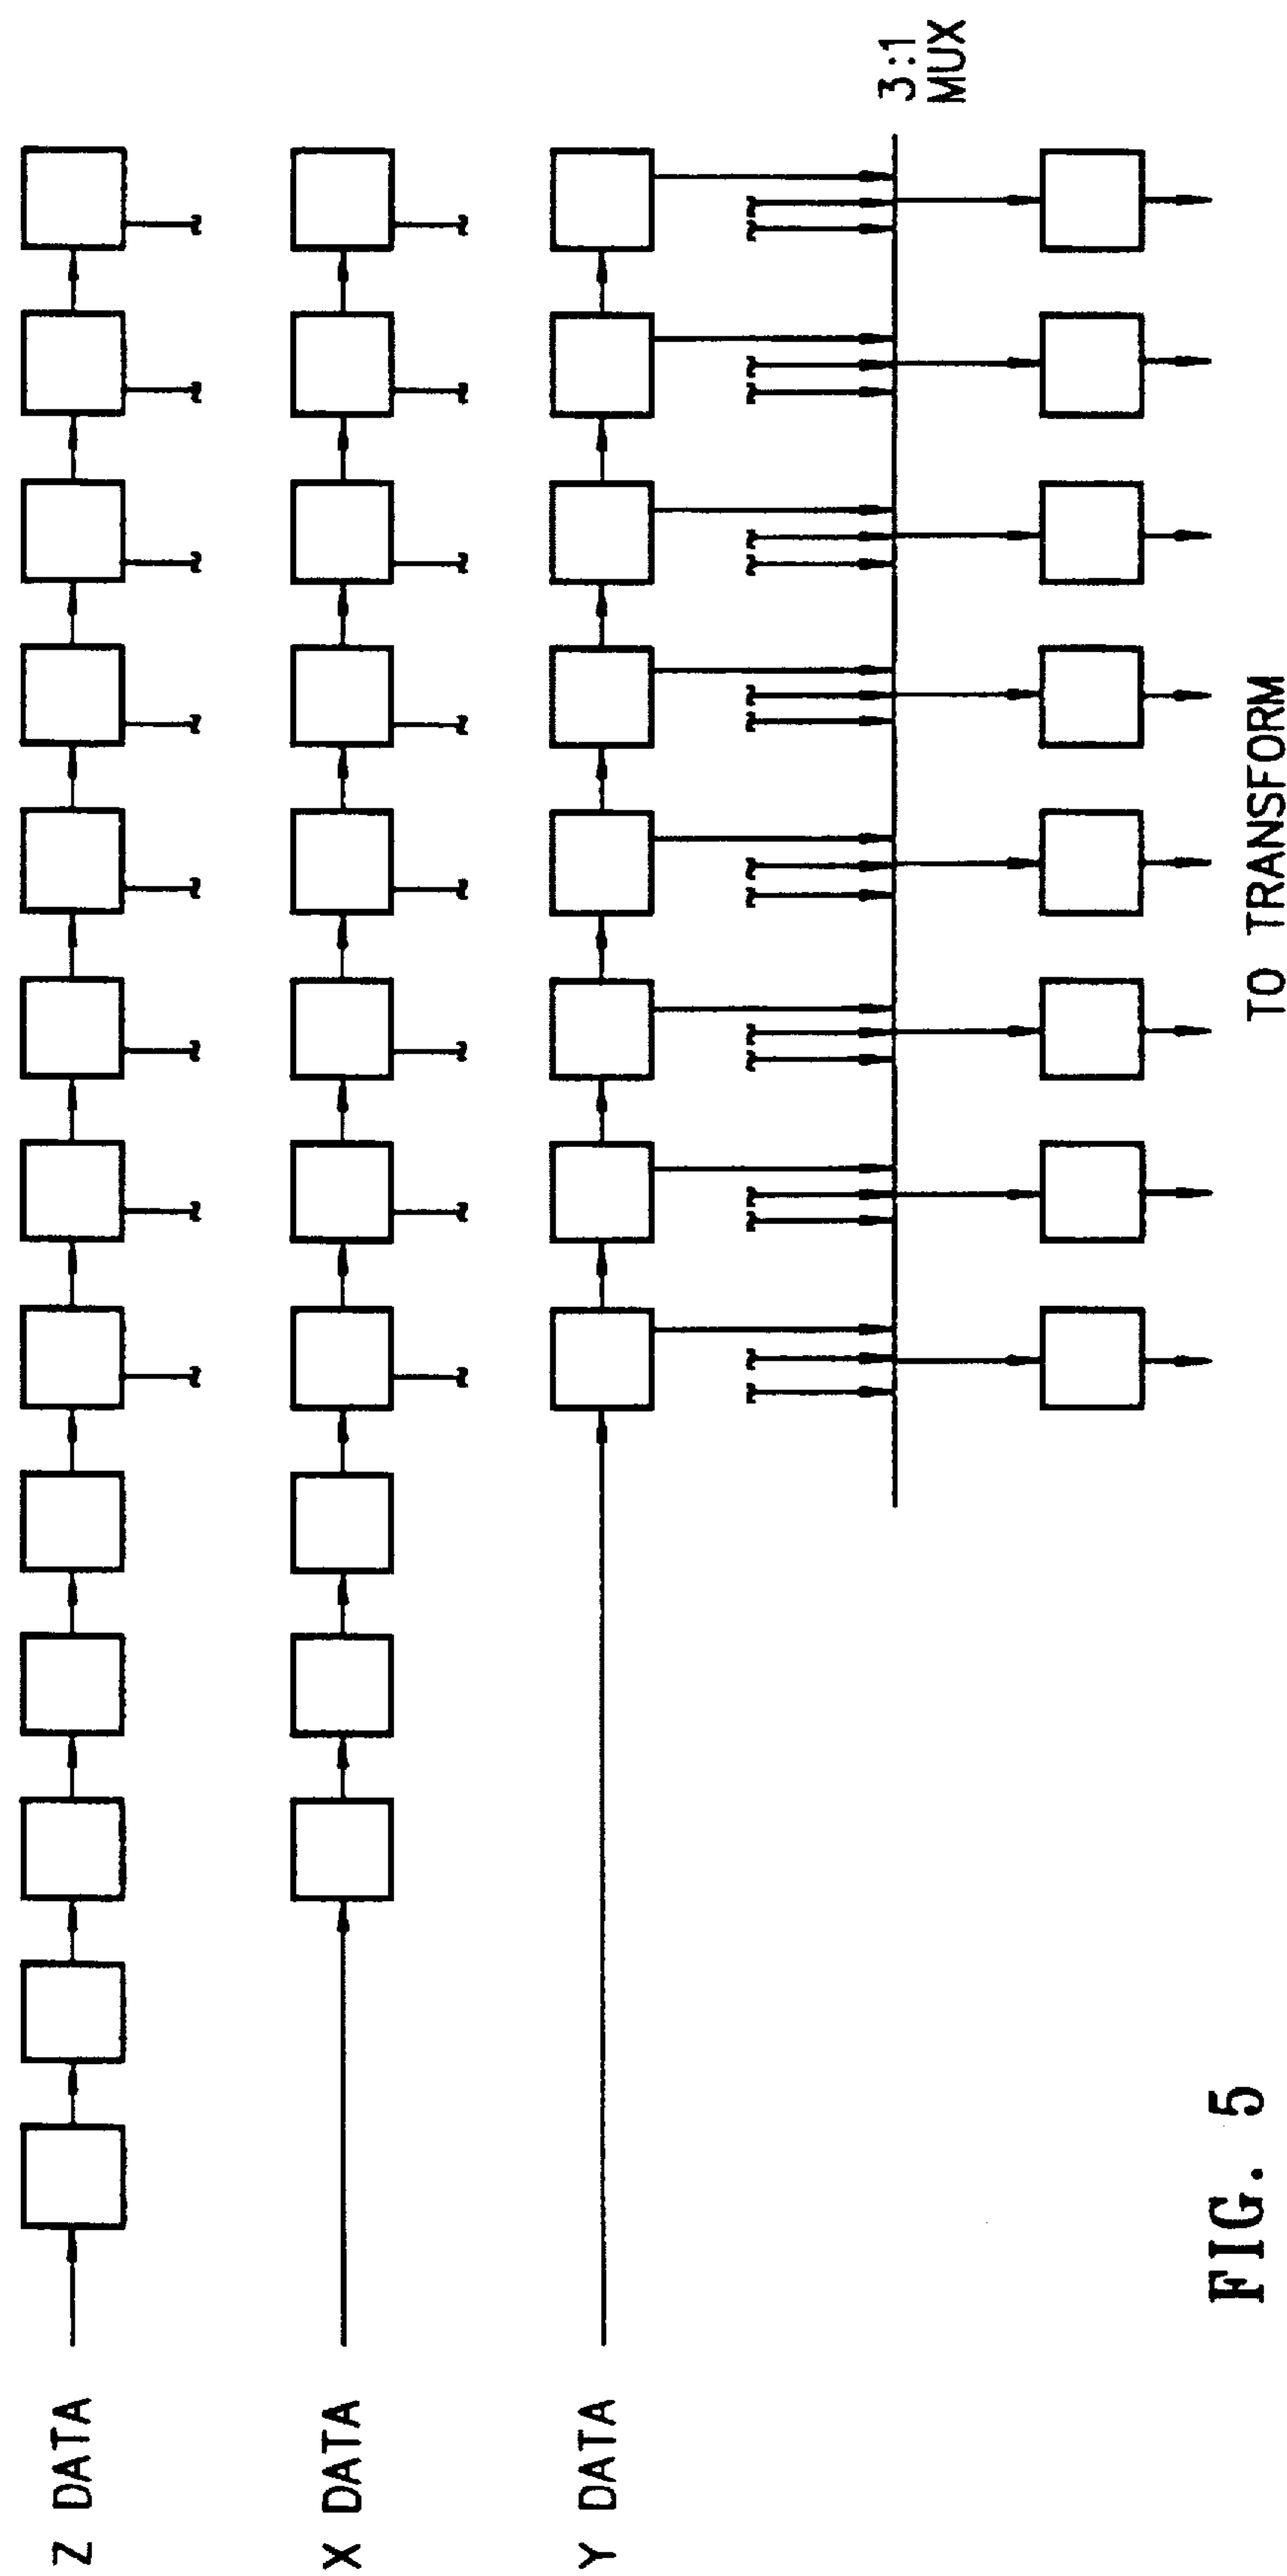 Z DATA
X DATA
Y DATA
3:1
MUX
TO TRANSFORM
FIG. 5